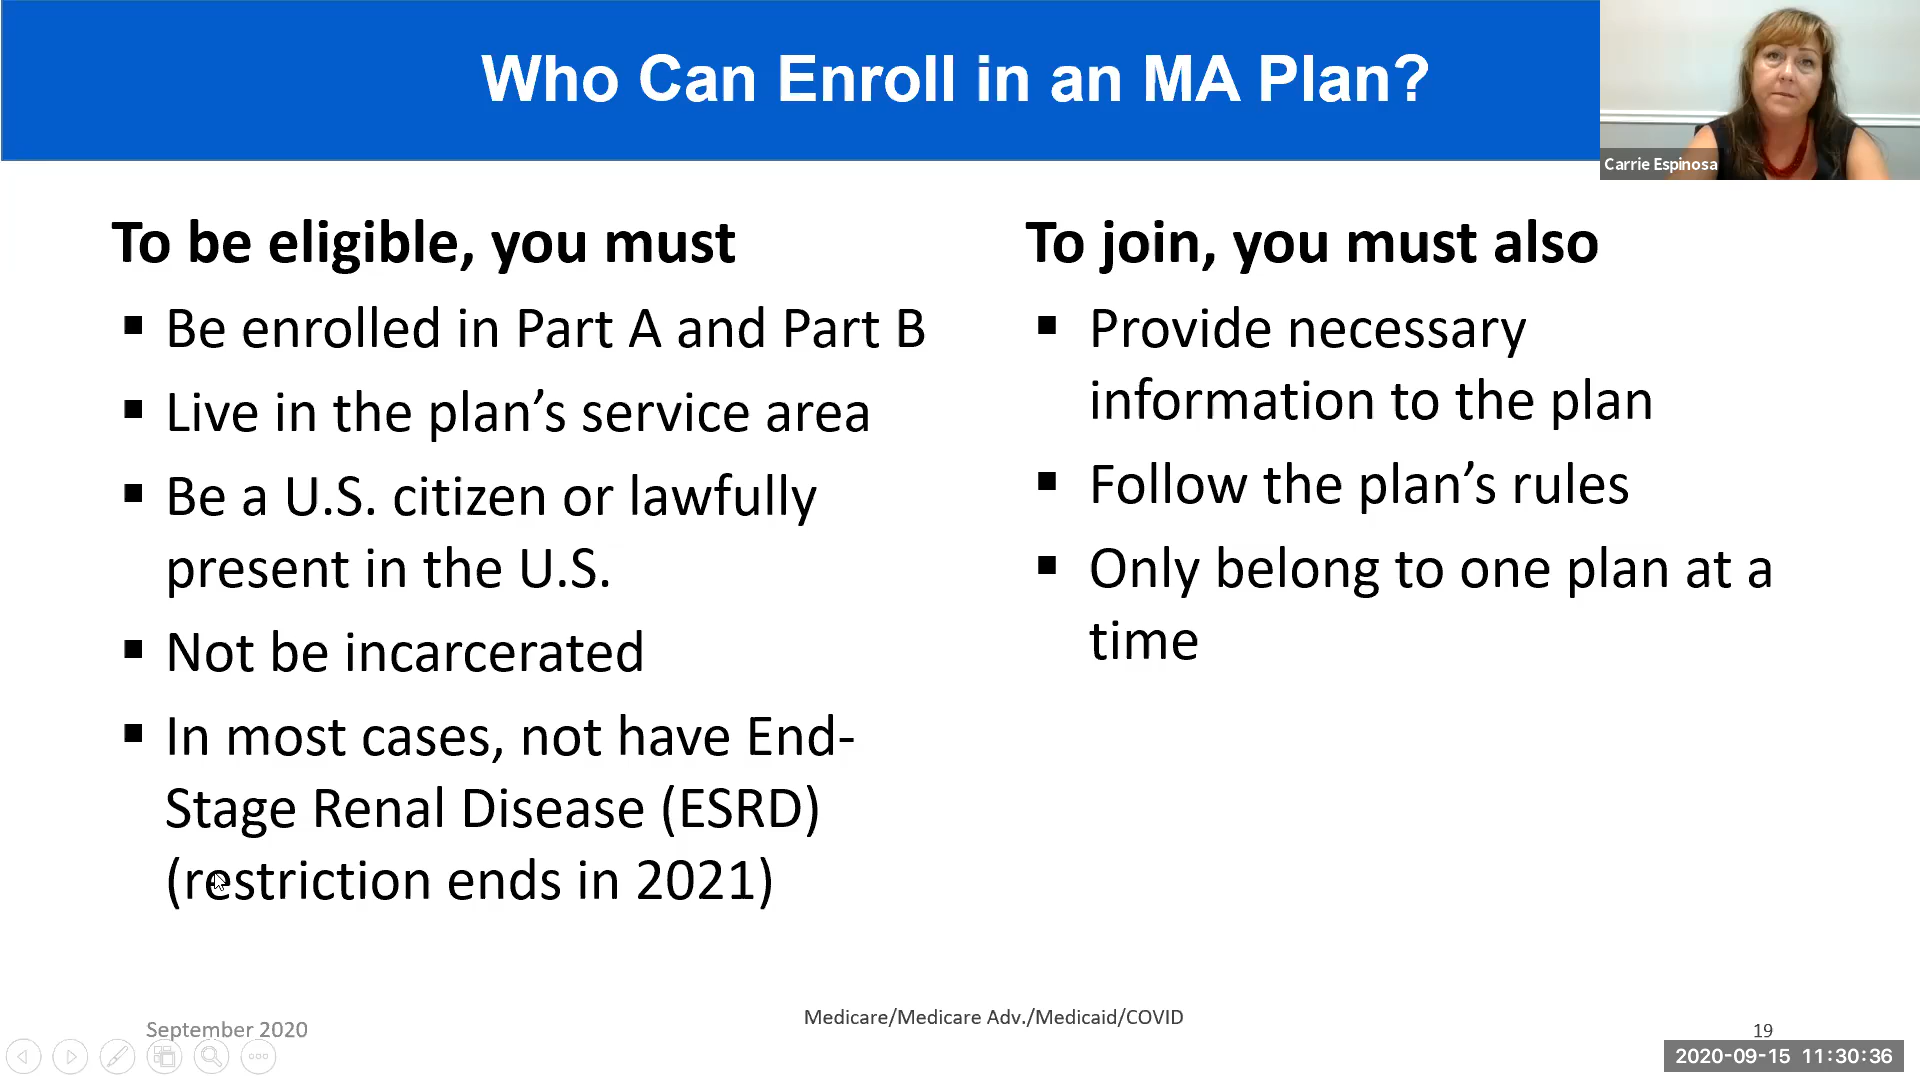 Who Can Enroll in an MA Plan?
Carrie Espinosa
To be eligible, you must
▪ Be enrolled in Part A and Part B
▪ Live in the plan’s service area
▪ Be a U.S. citizen or lawfully
present in the U.S.
▪ Not be incarcerated
▪ In most cases, not have End-
Stage Renal Disease (ESRD)
(restriction ends in 2021)
To join, you must also
▪ Provide necessary
information to the plan
▪ Follow the plan’s rules
▪ Only belong to one plan at a
time
September 2020
Medicare/Medicare Adv./Medicaid/COVID
19
2020-09-15 11:30:36